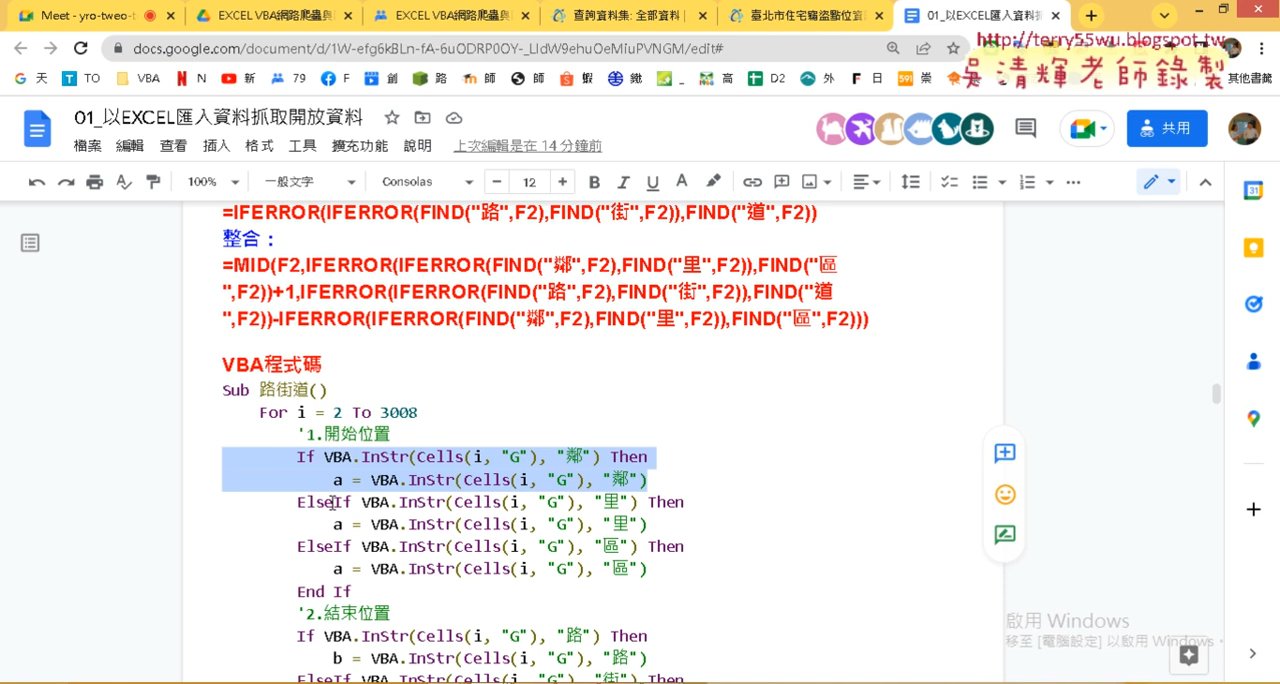 Meet - yro-tweo-t
EXCEL VBA網路爬蟲與
EXCEL VBA網路爬蟲與
查詢資料集: 全部資料 |
臺北市住宅竊盜點位資
01_以EXCEL匯入資料抓
docs.google.com/document/d/1W-efg6kBLn-fA-6uODRP0OY-_LIdW9ehuOeMiuPVNGM/edit#
http://terry55wu.blogspot.tw
吳清輝老師錄製
天 TO VBA N 新 79 F 創 路 師 師 蝦 鐵 _ 高 D2 外 日 崇 其他書籤
01_以EXCEL匯入資料抓取開放資料
檔案 編輯 查看 插入 格式 工具 擴充功能 說明 上次編輯是在 14 分鐘前
共用
100% 一般文字 Consolas 12
=IFERROR(IFERROR(FIND("路",F2),FIND("街",F2)),FIND("道",F2))
整合：
=MID(F2,IFERROR(IFERROR(FIND("鄰",F2),FIND("里",F2)),FIND("區
",F2))+1,IFERROR(IFERROR(FIND("路",F2),FIND("街",F2)),FIND("道
",F2))-IFERROR(IFERROR(FIND("鄰",F2),FIND("里",F2)),FIND("區",F2)))
VBA程式碼
Sub 路街道()
For i = 2 To 3008
'1.開始位置
If VBA.InStr(Cells(i, "G"), "鄰") Then
a = VBA.InStr(Cells(i, "G"), "鄰")
ElseIf VBA.InStr(Cells(i, "G"), "里") Then
a = VBA.InStr(Cells(i, "G"), "里")
ElseIf VBA.InStr(Cells(i, "G"), "區") Then
a = VBA.InStr(Cells(i, "G"), "區")
End If
'2.結束位置
If VBA.InStr(Cells(i, "G"), "路") Then
b = VBA.InStr(Cells(i, "G"), "路")
ElseIf VBA.InStr(Cells(i, "G"), "街") Then
啟用 Windows
移至 [電腦設定] 以啟用 Windows。